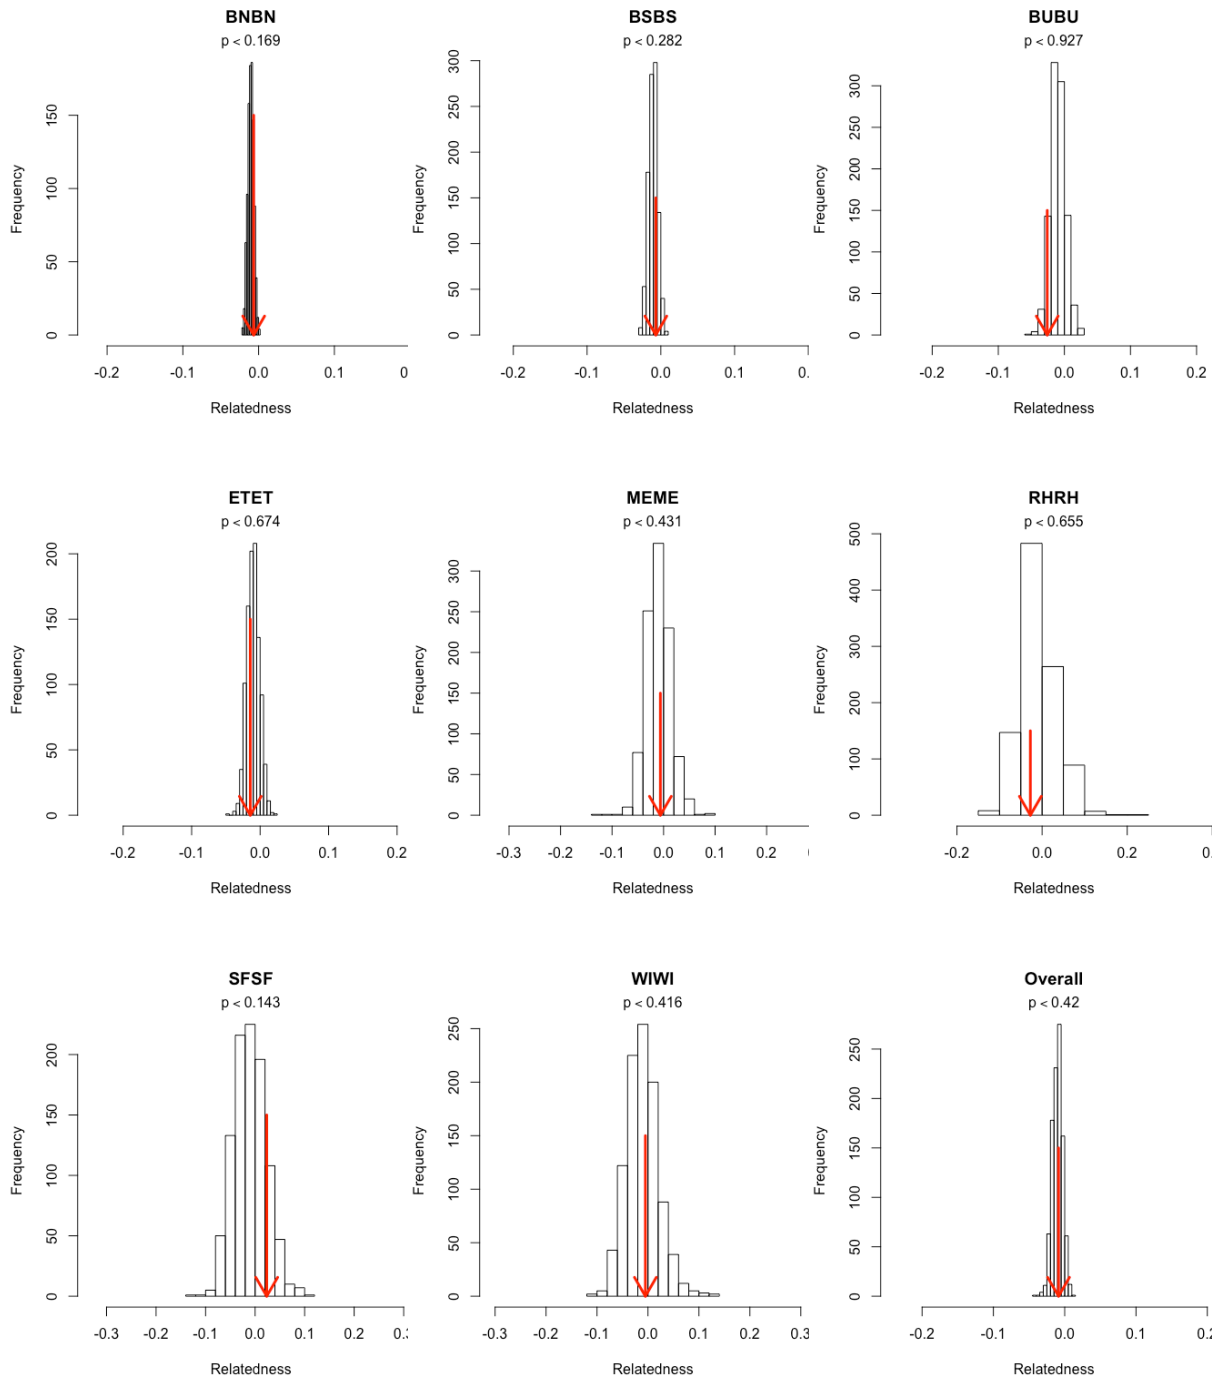 BNBN
p < 0.169
Frequency
0 50 100 150
-0.2 -0.1 0.0 0.1 0
Relatedness
BSBS
p < 0.282
Frequency
0 50 100 150 200 250 300
-0.2 -0.1 0.0 0.1 0.
Relatedness
BUBU
p < 0.927
Frequency
0 50 100 150 200 250 300
-0.2 -0.1 0.0 0.1 0.2
Relatedness
ETET
p < 0.674
Frequency
0 50 100 150 200
-0.2 -0.1 0.0 0.1 0.2
Relatedness
MEME
p < 0.431
Frequency
0 50 100 150 200 250 300
-0.3 -0.2 -0.1 0.0 0.1 0.2
Relatedness
RHRH
p < 0.655
Frequency
0 100 200 300 400 500
-0.2 0.0 0.2 0.
Relatedness
SFSF
p < 0.143
Frequency
0 50 100 150 200
-0.3 -0.2 -0.1 0.0 0.1 0.2 0.
Relatedness
WIWI
p < 0.416
Frequency
0 50 100 150 200 250
-0.3 -0.2 -0.1 0.0 0.1 0.2 0.3
Relatedness
Overall
p < 0.42
Frequency
0 50 100 150 200 250
-0.2 -0.1 0.0 0.1 0.2
Relatedness